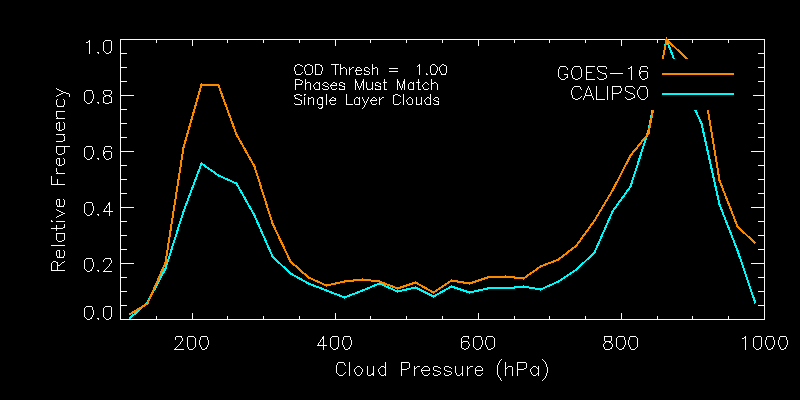 1.0
0.8
0.6
0.4
0.2
0.0
Relative Frequency
COD Thresh =  1.00
Phases Must Match
Single Layer Clouds
GOES-16
CALIPSO
200 400 600 800 1000
Cloud Pressure (hPa)